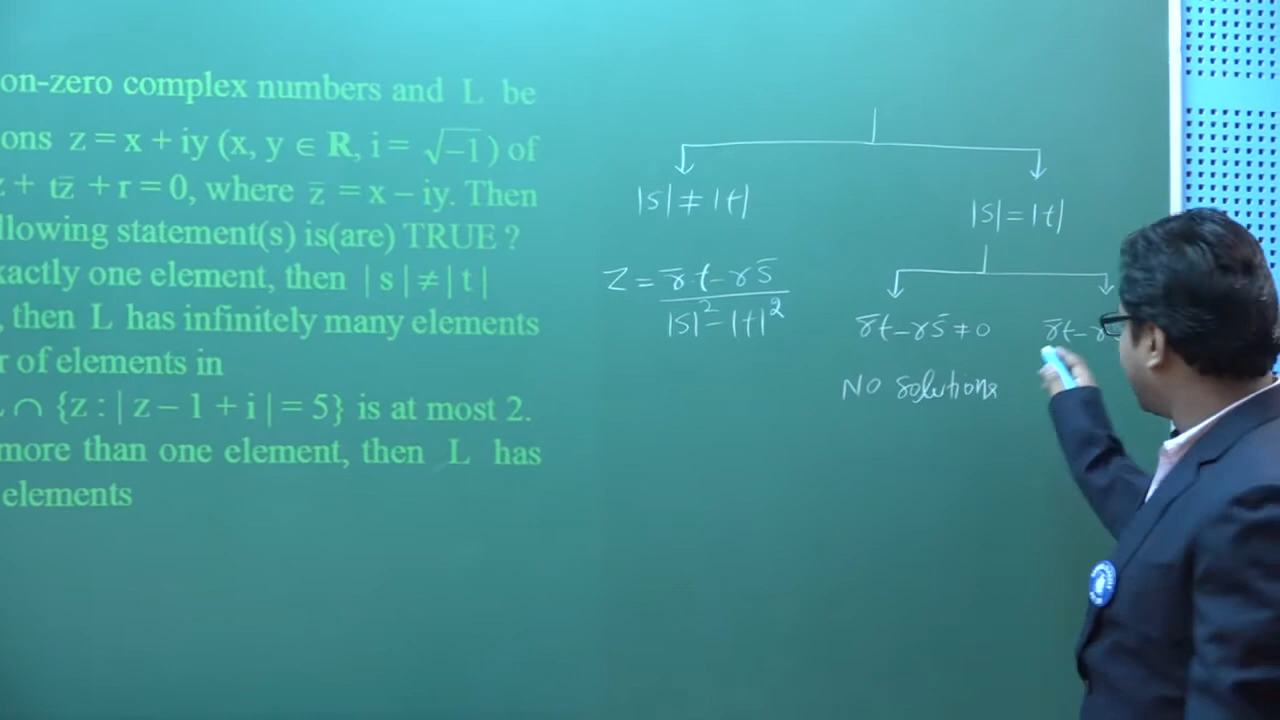 on-zero complex numbers and L be
ons z = x + iy (x, y ∈ R, i = √−1) of
z + tz̄ + r = 0, where z̄ = x − iy. Then
llowing statement(s) is(are) TRUE ?
xactly one element, then | s | ≠ | t |
, then L has infinitely many elements
r of elements in
L ∩ {z : | z − 1 + i | = 5} is at most 2.
more than one element, then L has
elements
|s| ≠ |t|
|s| = |t|
z = r̄t − rs̄ / |s|² − |t|²
r̄t − rs̄ ≠ 0
r̄t − r
No solutions